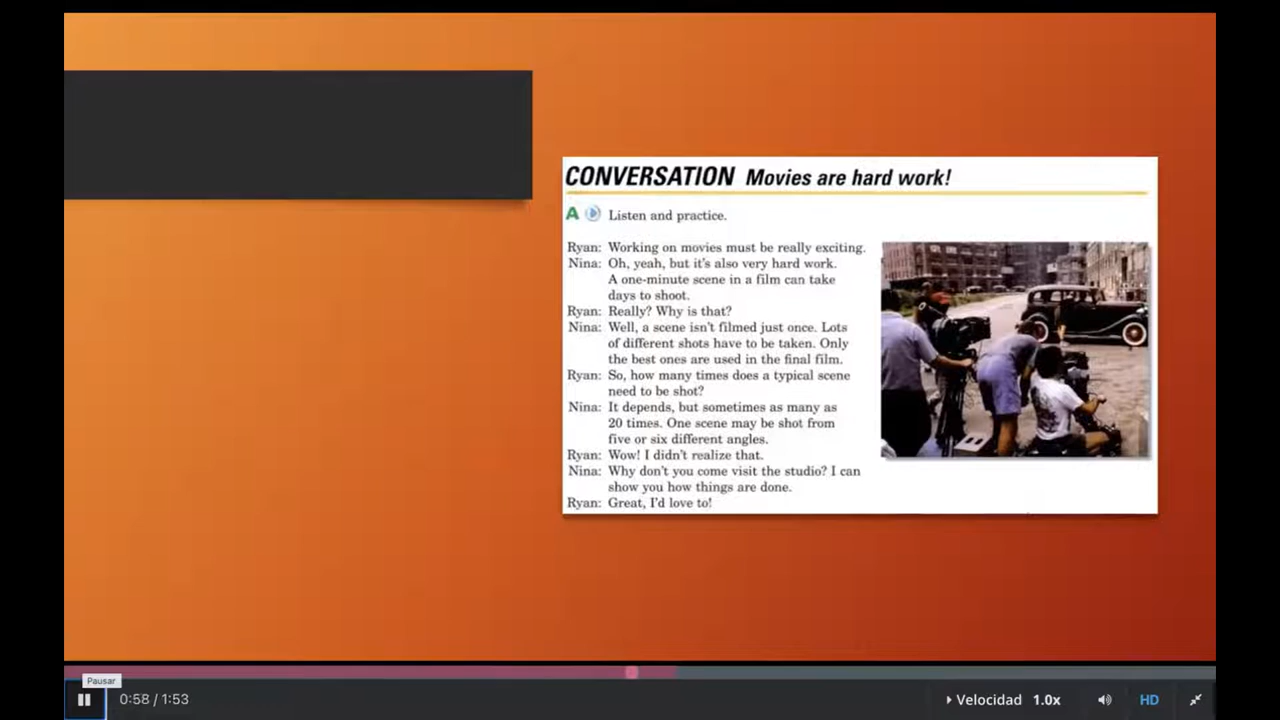 CONVERSATION Movies are hard work!
A Listen and practice.
Ryan: Working on movies must be really exciting.
Nina: Oh, yeah, but it's also very hard work.
A one-minute scene in a film can take
days to shoot.
Ryan: Really? Why is that?
Nina: Well, a scene isn't filmed just once. Lots
of different shots have to be taken. Only
the best ones are used in the final film.
Ryan: So, how many times does a typical scene
need to be shot?
Nina: It depends, but sometimes as many as
20 times. One scene may be shot from
five or six different angles.
Ryan: Wow! I didn't realize that.
Nina: Why don't you come visit the studio? I can
show you how things are done.
Ryan: Great, I'd love to!
Pausar
0:58 / 1:53
Velocidad 1.0x
HD